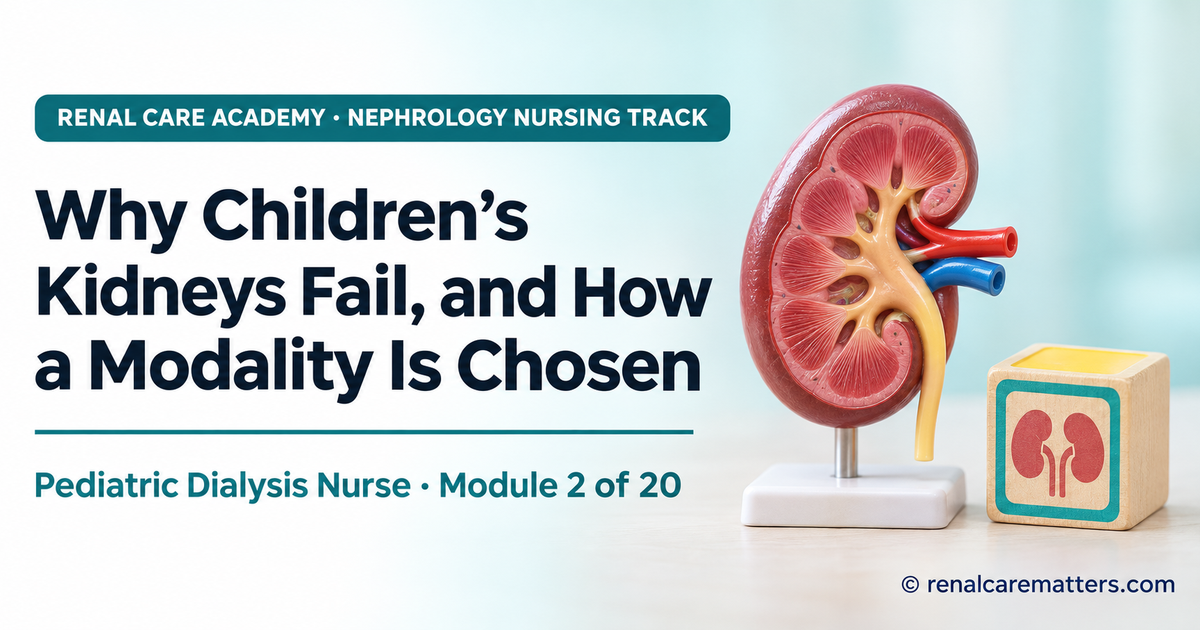 RENAL CARE ACADEMY · NEPHROLOGY NURSING TRACK
Why Children’s
Kidneys Fail, and How
a Modality Is Chosen
Pediatric Dialysis Nurse · Module 2 of 20
© renalcarematters.com